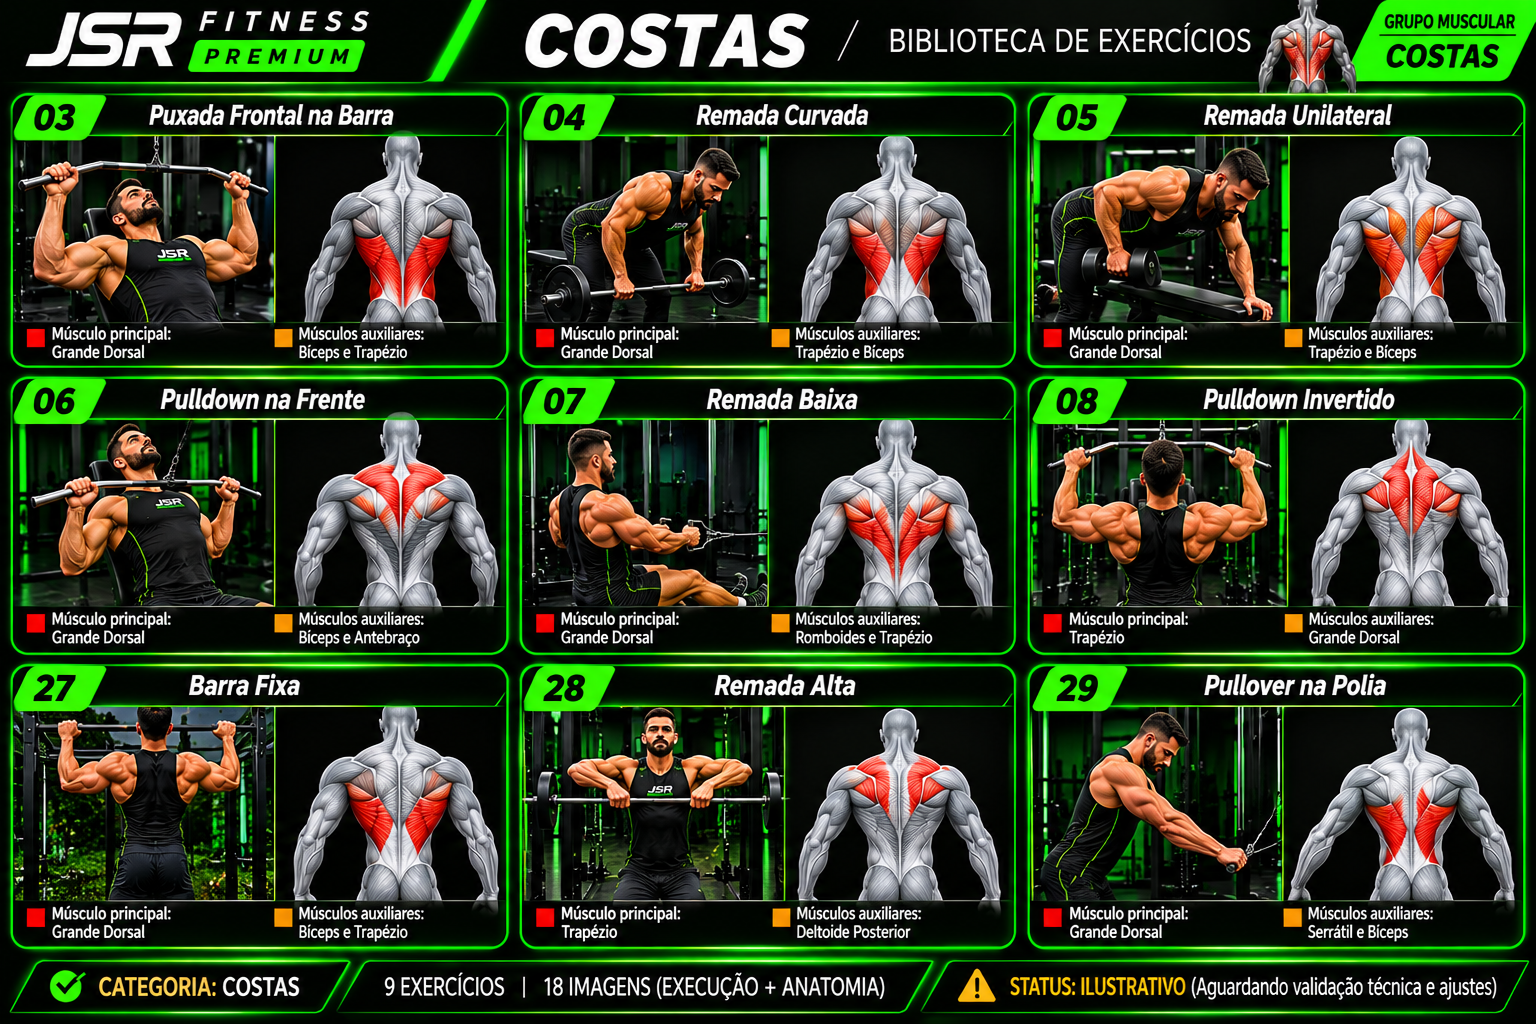 JSR FITNESS
PREMIUM
COSTAS / BIBLIOTECA DE EXERCÍCIOS
GRUPO MUSCULAR
COSTAS
03 Puxada Frontal na Barra
JSR
Músculo principal:
Grande Dorsal
Músculos auxiliares:
Bíceps e Trapézio
04 Remada Curvada
JSR
Músculo principal:
Grande Dorsal
Músculos auxiliares:
Trapézio e Bíceps
05 Remada Unilateral
JSR
Músculo principal:
Grande Dorsal
Músculos auxiliares:
Trapézio e Bíceps
06 Pulldown na Frente
JSR
Músculo principal:
Grande Dorsal
Músculos auxiliares:
Bíceps e Antebraço
07 Remada Baixa
Músculo principal:
Grande Dorsal
Músculos auxiliares:
Romboides e Trapézio
08 Pulldown Invertido
Músculo principal:
Trapézio
Músculos auxiliares:
Grande Dorsal
27 Barra Fixa
Músculo principal:
Grande Dorsal
Músculos auxiliares:
Bíceps e Trapézio
28 Remada Alta
JSR
Músculo principal:
Trapézio
Músculos auxiliares:
Deltoide Posterior
29 Pullover na Polia
Músculo principal:
Grande Dorsal
Músculos auxiliares:
Serrátil e Bíceps
CATEGORIA: COSTAS
9 EXERCÍCIOS | 18 IMAGENS (EXECUÇÃO + ANATOMIA)
STATUS: ILUSTRATIVO (Aguardando validação técnica e ajustes)